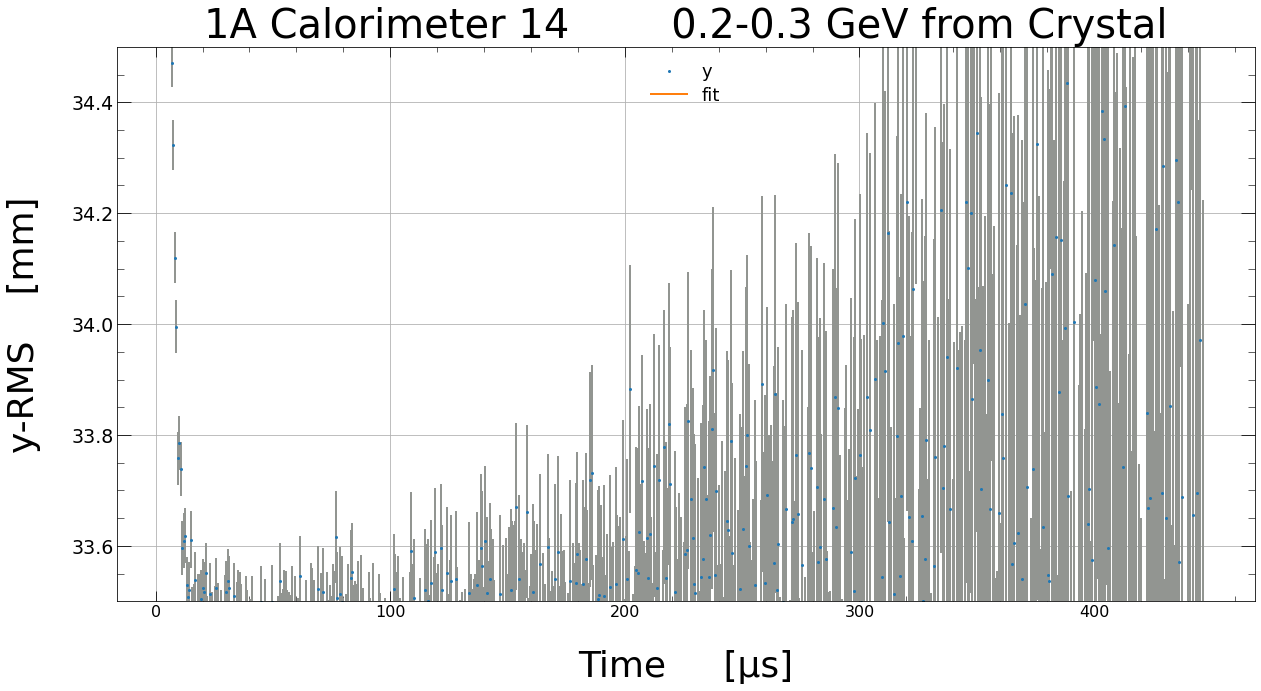 1A Calorimeter 14 0.2-0.3 GeV from Crystal
y
fit
34.4
34.2
34.0
33.8
33.6
y-RMS [mm]
0 100 200 300 400
Time [μs]